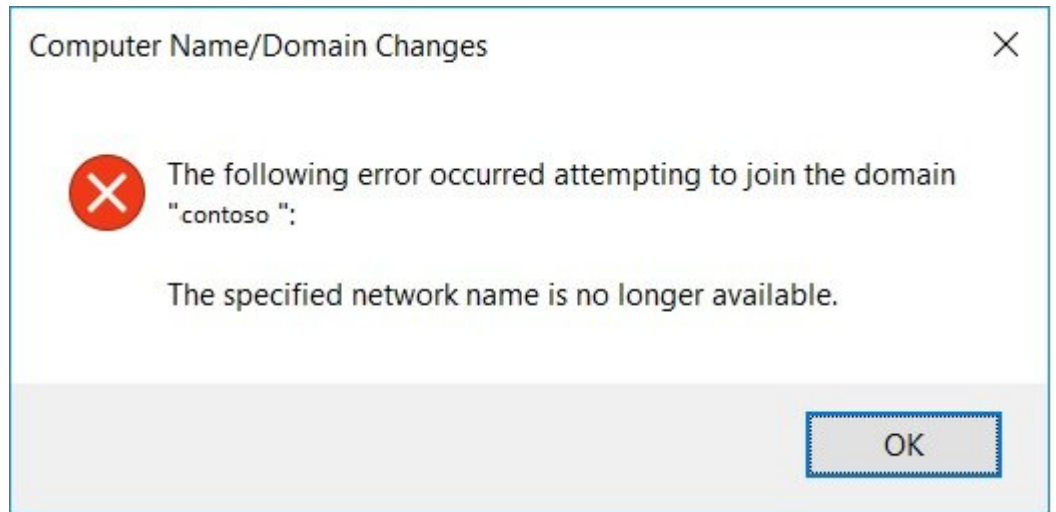 Computer Name/Domain Changes
The following error occurred attempting to join the domain
"contoso ":
The specified network name is no longer available.
OK